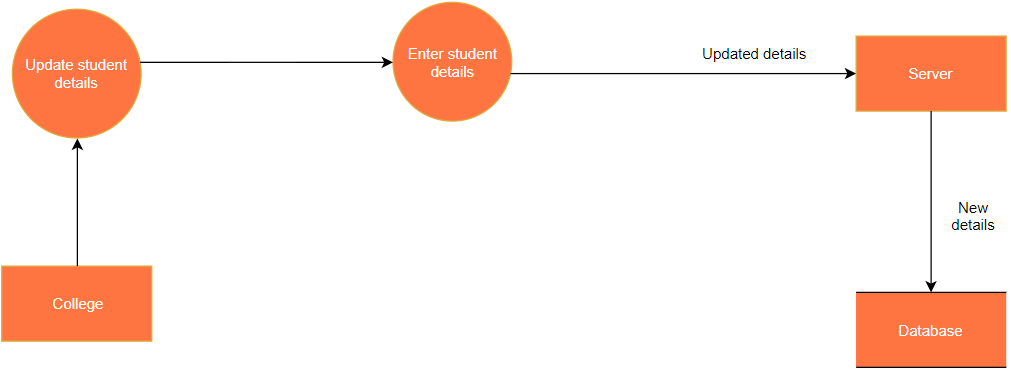 Update student
details
Enter student
details
Updated details
Server
New
details
College
Database